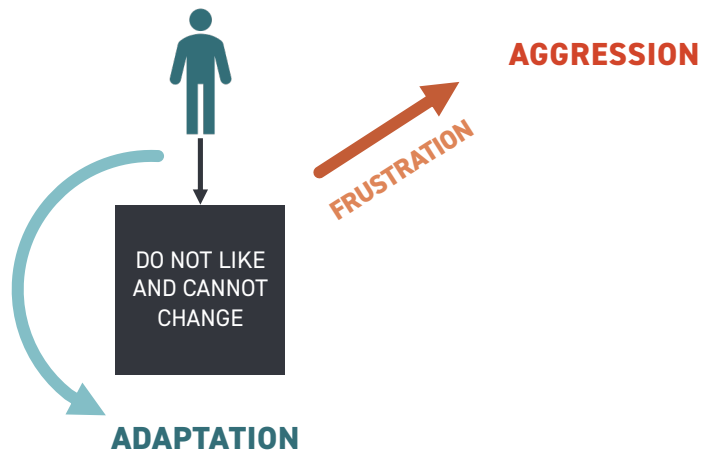 AGGRESSION
FRUSTRATION
DO NOT LIKE
AND CANNOT
CHANGE
ADAPTATION